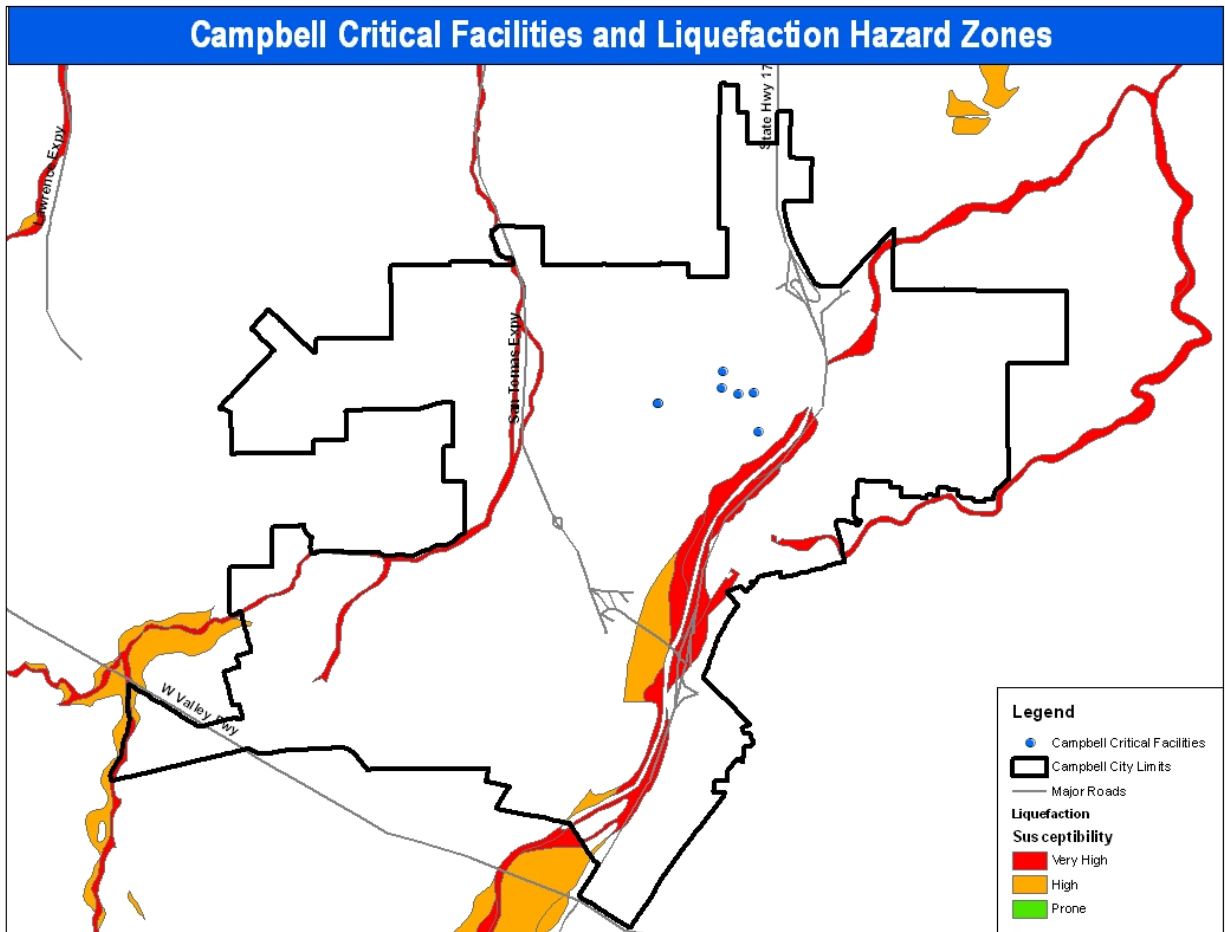 Campbell Critical Facilities and Liquefaction Hazard Zones
State Hwy 17
Lawrence Expy
San Tomas Expy
W Valley Fwy
Legend
Campbell Critical Facilities
Campbell City Limits
Major Roads
Liquefaction
Sus ceptibility
Very High
High
Prone